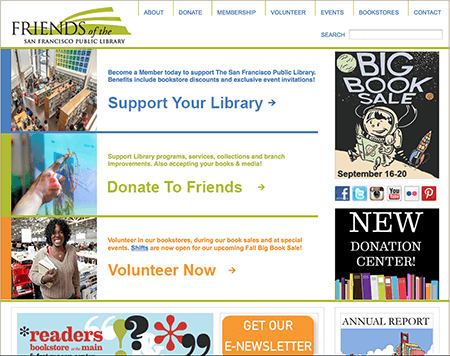 FRIENDS of the
SAN FRANCISCO PUBLIC LIBRARY
ABOUT
DONATE
MEMBERSHIP
VOLUNTEER
EVENTS
BOOKSTORES
CONTACT
SEARCH
Become a Member today to support The San Francisco Public Library.
Benefits include bookstore discounts and exclusive event invitations!
Support Your Library →
Support Library programs, services, collections and branch
improvements. Also accepting your books & media!
Donate To Friends →
Volunteer in our bookstores, during our book sales and at special
events. Shifts are now open for our upcoming Fall Big Book Sale!
Volunteer Now →
BIG
BOOK
SALE
September 16-20
You
Tube
NEW
DONATION
CENTER!
*readers
bookstore at the main
GET OUR
E-NEWSLETTER
ANNUAL REPORT